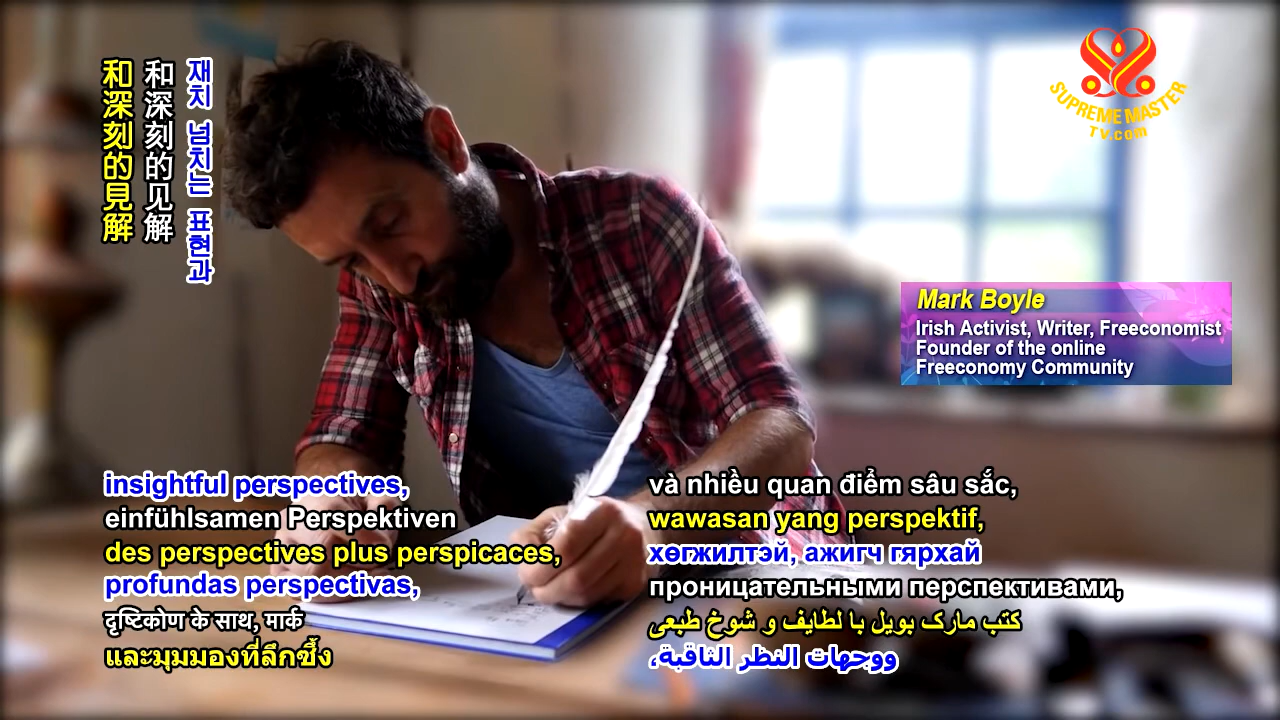 和深刻的見解
和深刻的见解
재치 넘치는 표현과
SUPREME MASTER
TV.com
Mark Boyle
Irish Activist, Writer, Freeconomist
Founder of the online
Freeconomy Community
insightful perspectives,
einfühlsamen Perspektiven
des perspectives plus perspicaces,
profundas perspectivas,
दृष्टिकोण के साथ, मार्क
และมุมมองที่ลึกซึ้ง
và nhiều quan điểm sâu sắc,
wawasan yang perspektif,
хөгжилтэй, ажигч гярхай
проницательными перспективами,
کتب مارک بویل با لطایف و شوخ طبعی
ووجهات النظر الثاقبة،